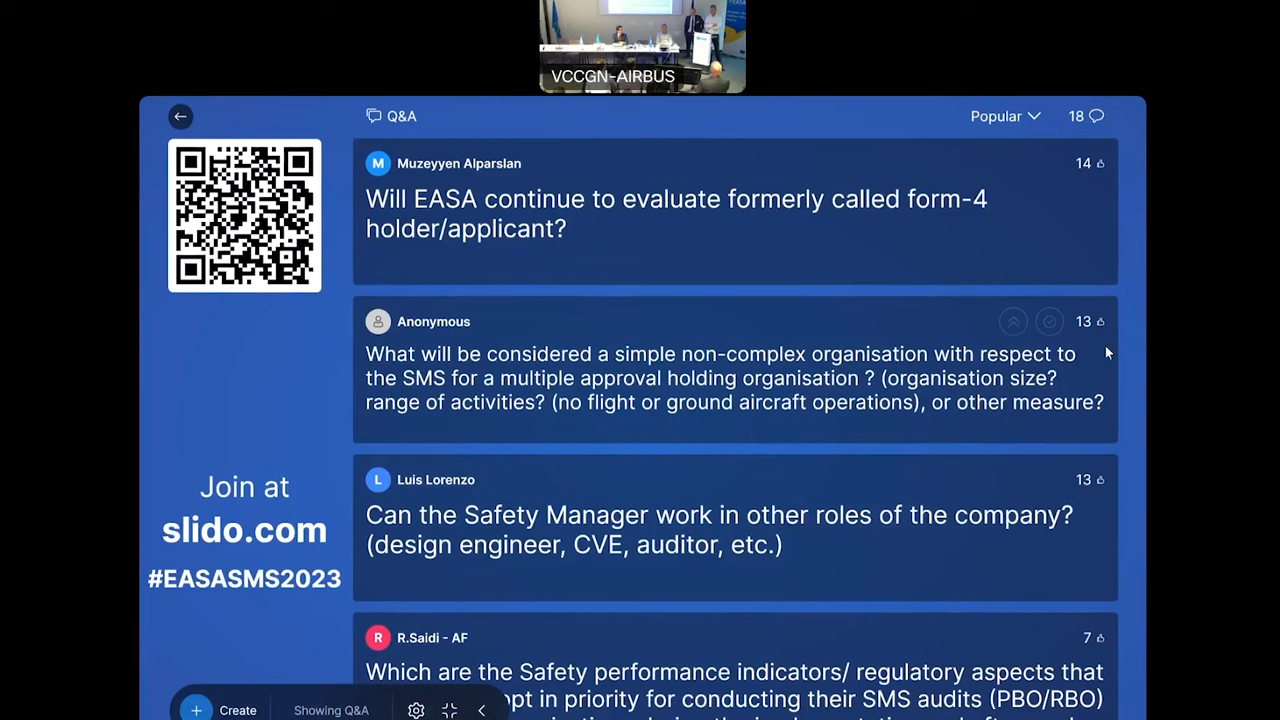 EASA
VCCGN-AIRBUS
Q&A
Popular
18
M
Muzeyyen Alparslan
14
Will EASA continue to evaluate formerly called form-4
holder/applicant?
Anonymous
13
What will be considered a simple non-complex organisation with respect to
the SMS for a multiple approval holding organisation ? (organisation size?
range of activities? (no flight or ground aircraft operations), or other measure?
L
Luis Lorenzo
13
Can the Safety Manager work in other roles of the company?
(design engineer, CVE, auditor, etc.)
Join at
slido.com
#EASASMS2023
R
R.Saidi - AF
7
Which are the Safety performance indicators/ regulatory aspects that
in priority for conducting their SMS audits (PBO/RBO)
Create
Showing Q&A